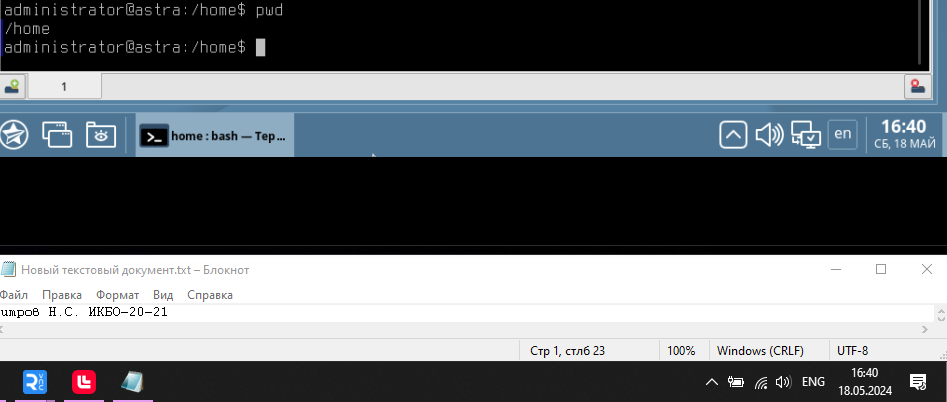 administrator@astra:/home$ pwd
/home
administrator@astra:/home$
1
home : bash — Тер...
en
16:40
СБ, 18 МАЙ
Новый текстовый документ.txt – Блокнот
Файл Правка Формат Вид Справка
Н.С. ИКБО-20-21
Стр 1, стлб 23 100% Windows (CRLF) UTF-8
ENG
16:40
18.05.2024